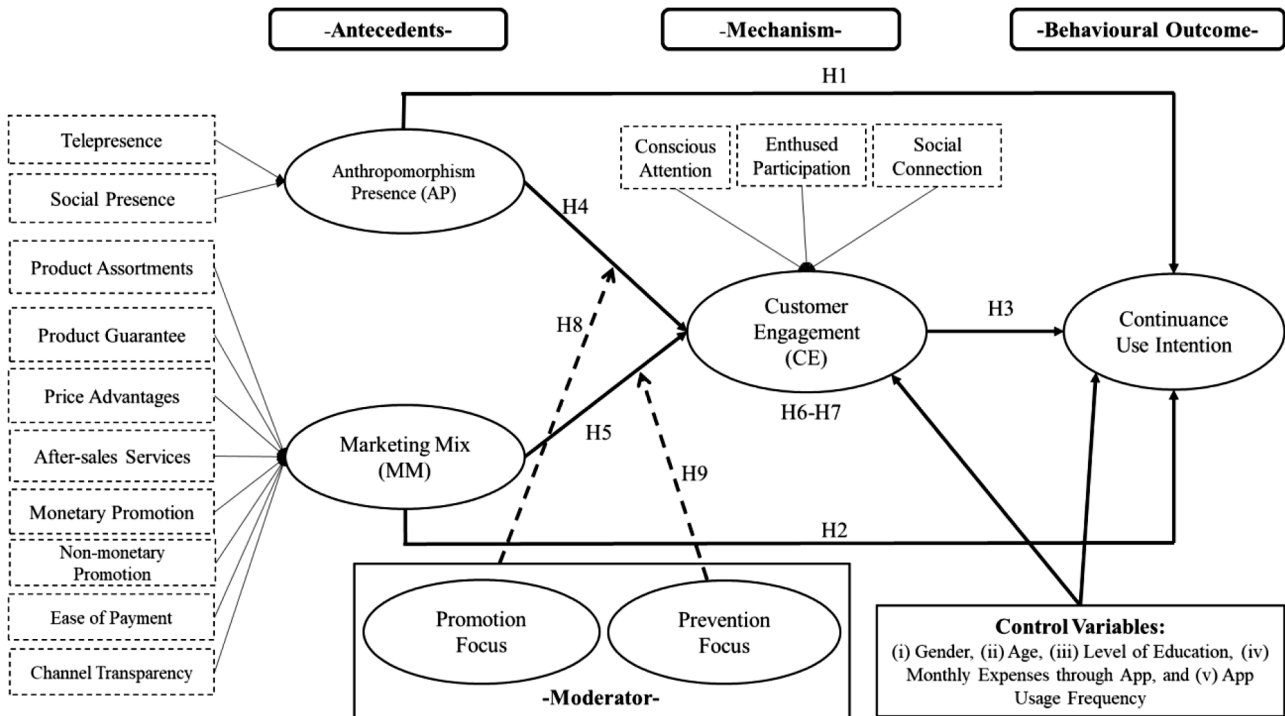 -Antecedents-
-Mechanism-
-Behavioural Outcome-
H1
Telepresence
Social Presence
Anthropomorphism
Presence (AP)
Conscious
Attention
Enthused
Participation
Social
Connection
H4
Product Assortments
Product Guarantee
Price Advantages
After-sales Services
Monetary Promotion
Non-monetary
Promotion
Ease of Payment
Channel Transparency
H8
Customer
Engagement
(CE)
H6-H7
H3
Continuance
Use Intention
Marketing Mix
(MM)
H5
H9
H2
Promotion
Focus
Prevention
Focus
-Moderator-
Control Variables:
(i) Gender, (ii) Age, (iii) Level of Education, (iv)
Monthly Expenses through App, and (v) App
Usage Frequency